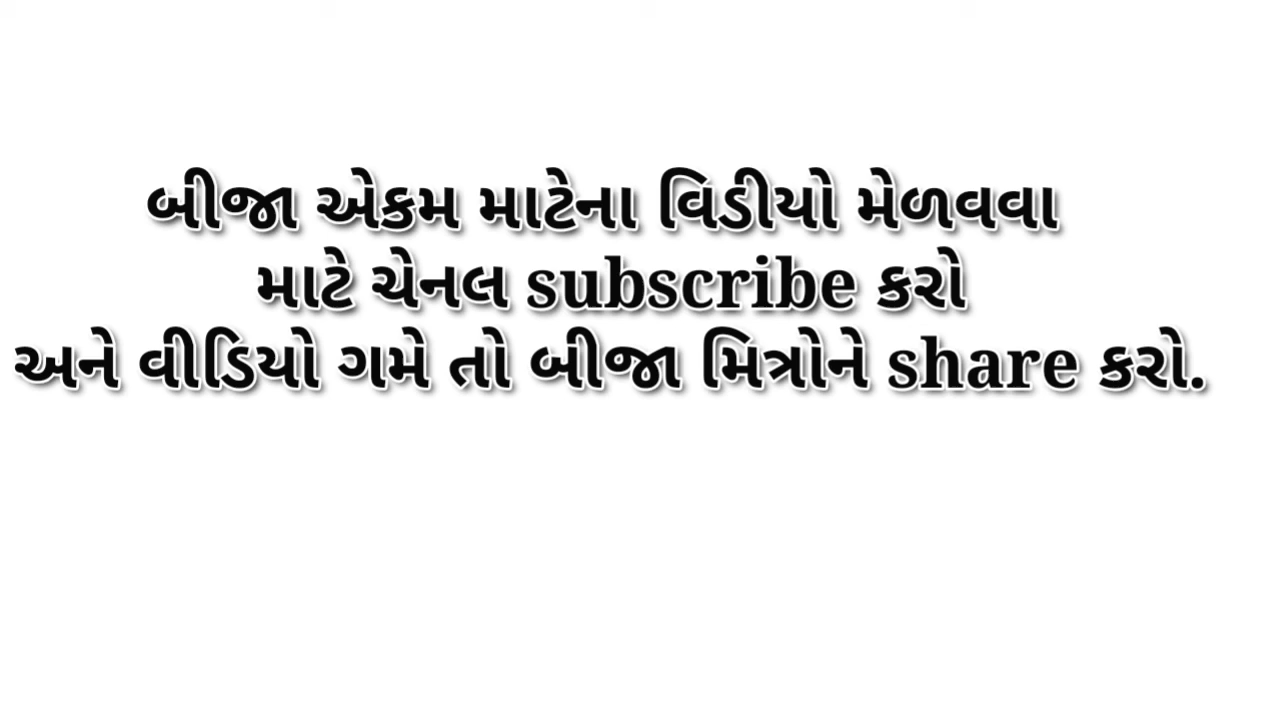 બીજા એકમ માટેના વિડીયો મેળવવા
માટે ચેનલ subscribe કરો
અને વીડિયો ગમે તો બીજા મિત્રોને share કરો.